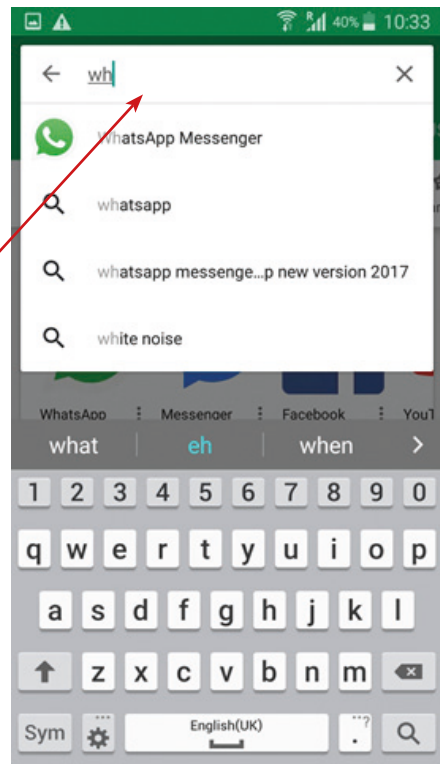 R 40% 10:33
wh
WhatsApp Messenger
whatsapp
whatsapp messenge...p new version 2017
white noise
WhatsApp Messenger Facebook YouT
what eh when >
1 2 3 4 5 6 7 8 9 0
q w e r t y u i o p
a s d f g h j k l
z x c v b n m
Sym English(UK) . ...?